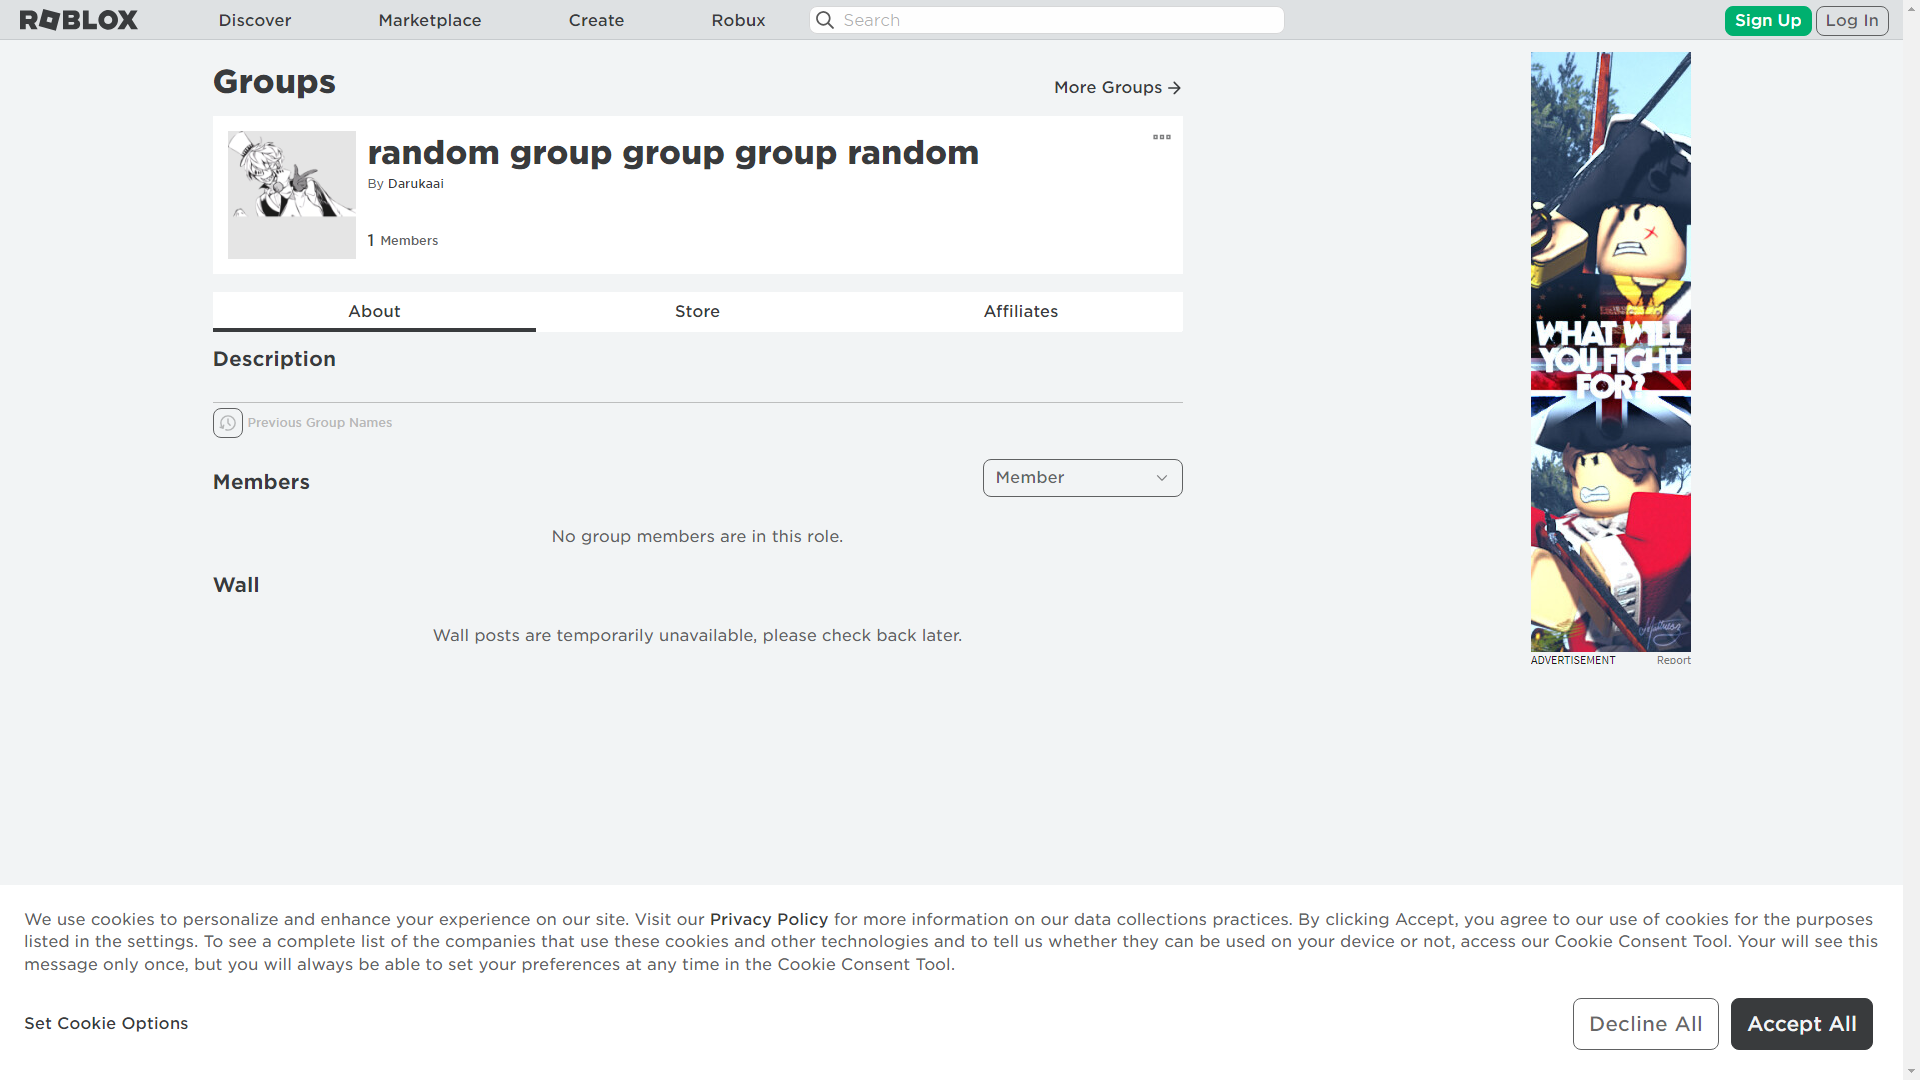 ROBLOX Discover Marketplace Create Robux Search Sign Up Log In
Groups
More Groups
random group group group random
By Darukaai
1 Members
About Store Affiliates
Description
Previous Group Names
Members
Member
No group members are in this role.
Wall
Wall posts are temporarily unavailable, please check back later.
WHAT WILL
YOU FIGHT
FOR?
ADVERTISEMENT Report
We use cookies to personalize and enhance your experience on our site. Visit our Privacy Policy for more information on our data collections practices. By clicking Accept, you agree to our use of cookies for the purposes
listed in the settings. To see a complete list of the companies that use these cookies and other technologies and to tell us whether they can be used on your device or not, access our Cookie Consent Tool. Your will see this
message only once, but you will always be able to set your preferences at any time in the Cookie Consent Tool.
Set Cookie Options
Decline All Accept All